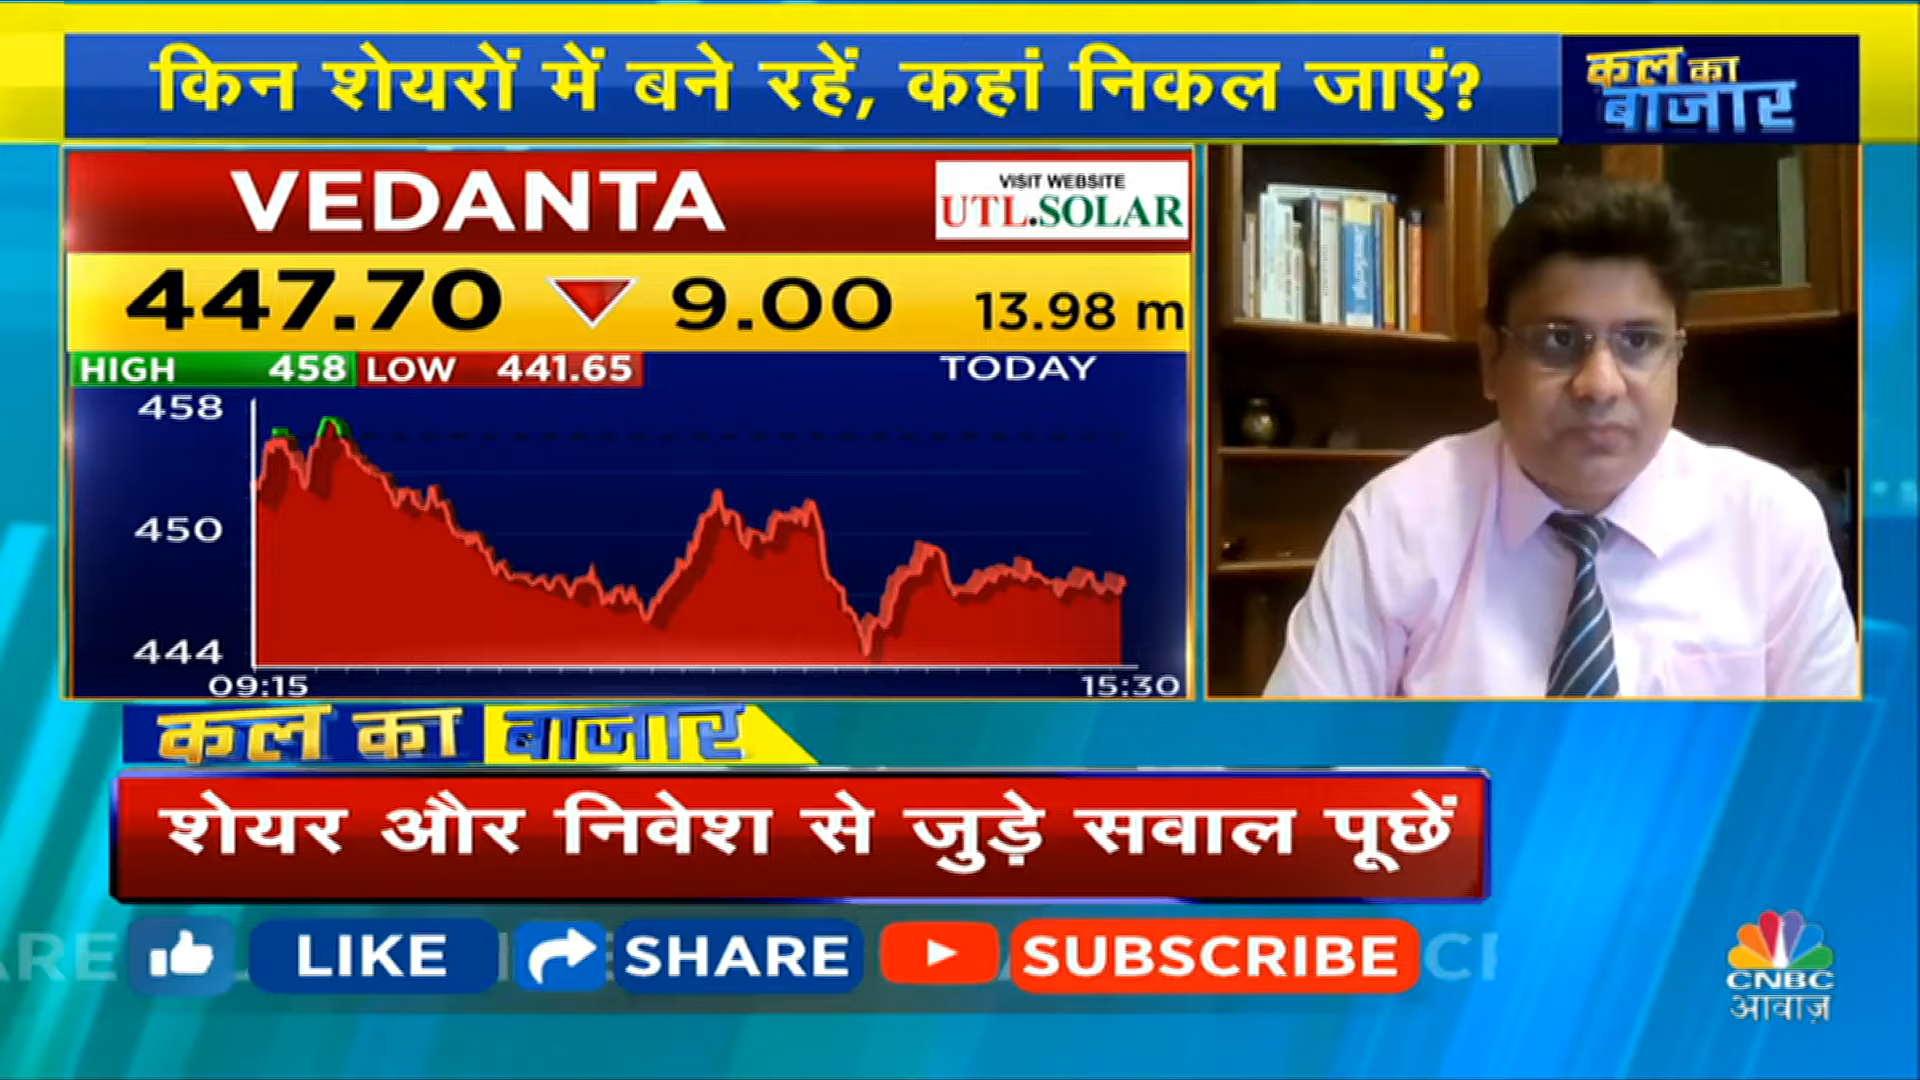 किन शेयरों में बने रहें, कहां निकल जाएं?
कल का
बाजार
VEDANTA
VISIT WEBSITE
UTL.SOLAR
447.70 9.00 13.98 m
HIGH 458 LOW 441.65 TODAY
458
450
444
09:15 15:30
कल का बाजार
शेयर और निवेश से जुड़े सवाल पूछें
LIKE SHARE SUBSCRIBE
CNBC
आवाज़